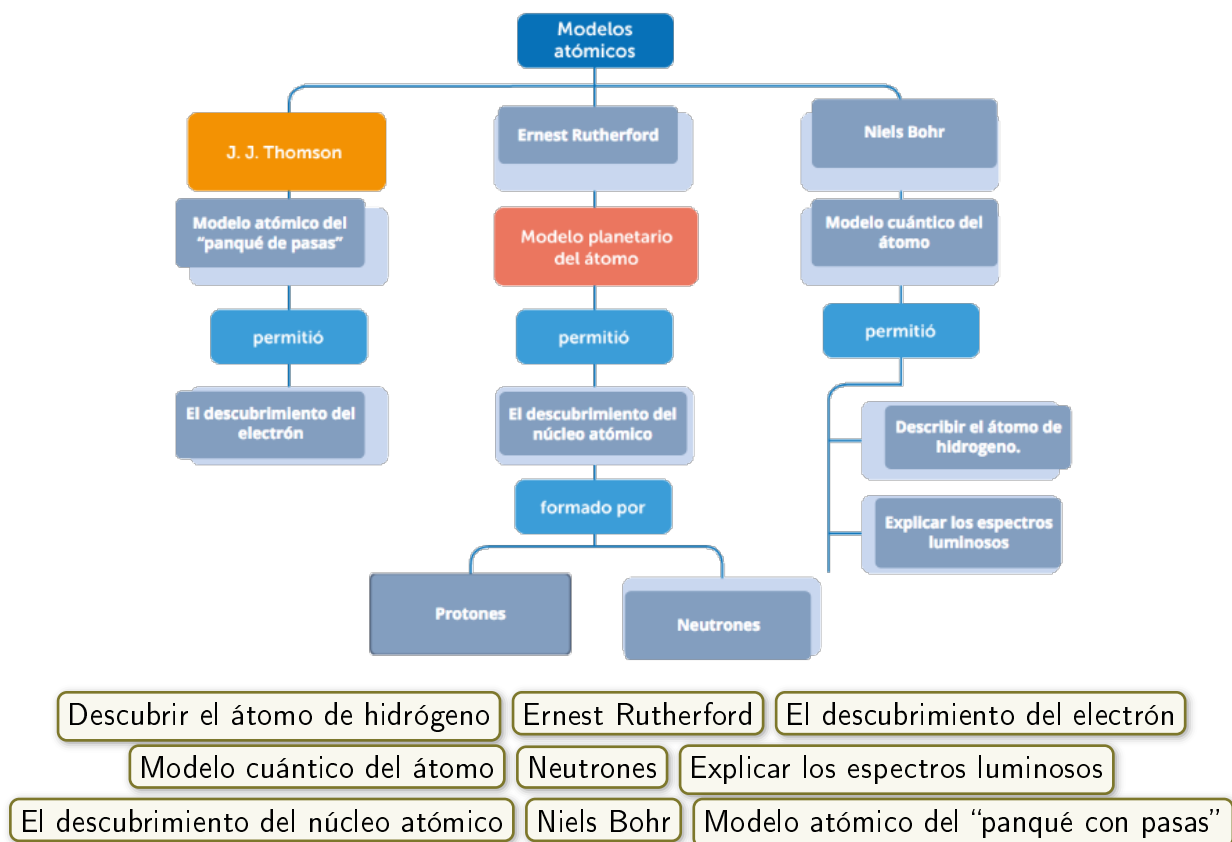 Modelos
atómicos
J. J. Thomson
Ernest Rutherford
Niels Bohr
Modelo atómico del
“panqué de pasas”
Modelo planetario
del átomo
Modelo cuántico del
átomo
permitió
permitió
permitió
El descubrimiento del
electrón
El descubrimiento del
núcleo atómico
Describir el átomo de
hidrogeno.
formado por
Explicar los espectros
luminosos
Protones
Neutrones
Descubrir el átomo de hidrógeno
Ernest Rutherford
El descubrimiento del electrón
Modelo cuántico del átomo
Neutrones
Explicar los espectros luminosos
El descubrimiento del núcleo atómico
Niels Bohr
Modelo atómico del “panqué con pasas”